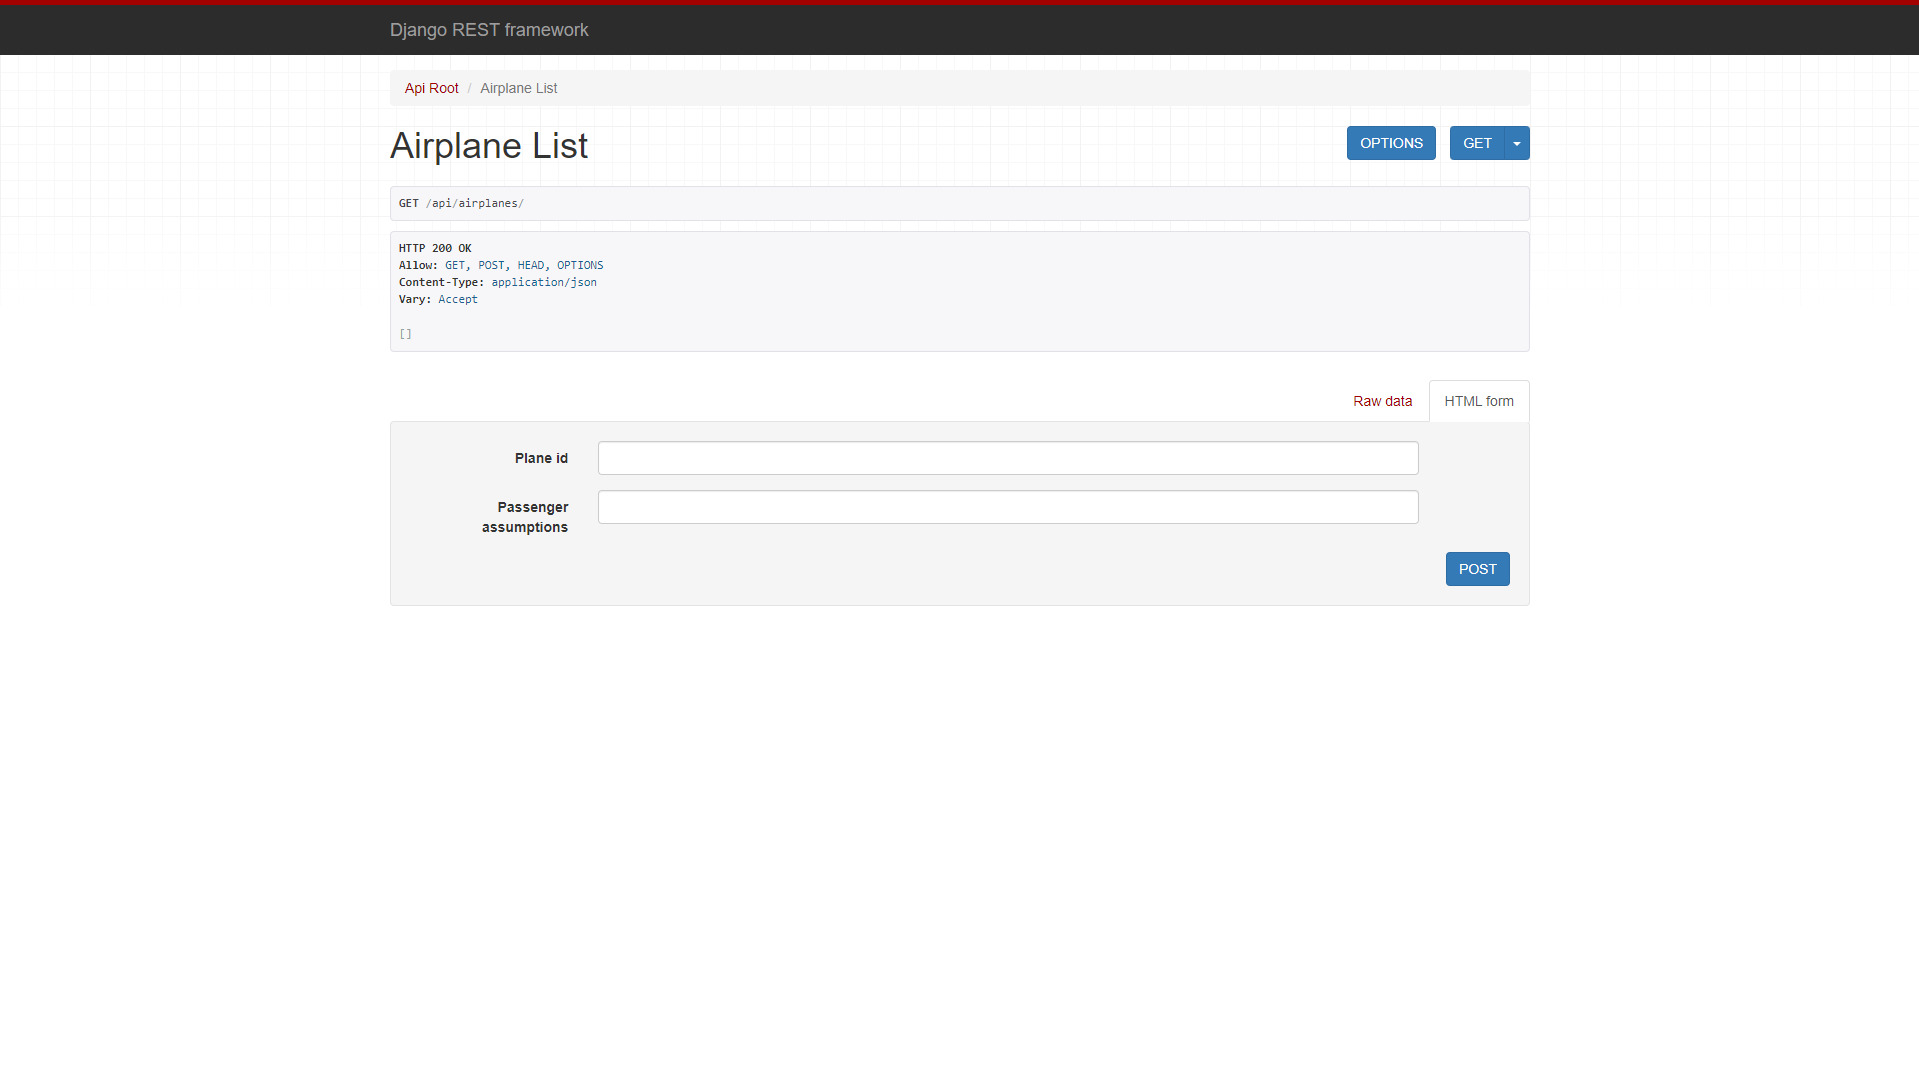 Django REST framework
Api Root / Airplane List
Airplane List
OPTIONS
GET
GET /api/airplanes/
HTTP 200 OK
Allow: GET, POST, HEAD, OPTIONS
Content-Type: application/json
Vary: Accept
[]
Raw data
HTML form
Plane id
Passenger
assumptions
POST